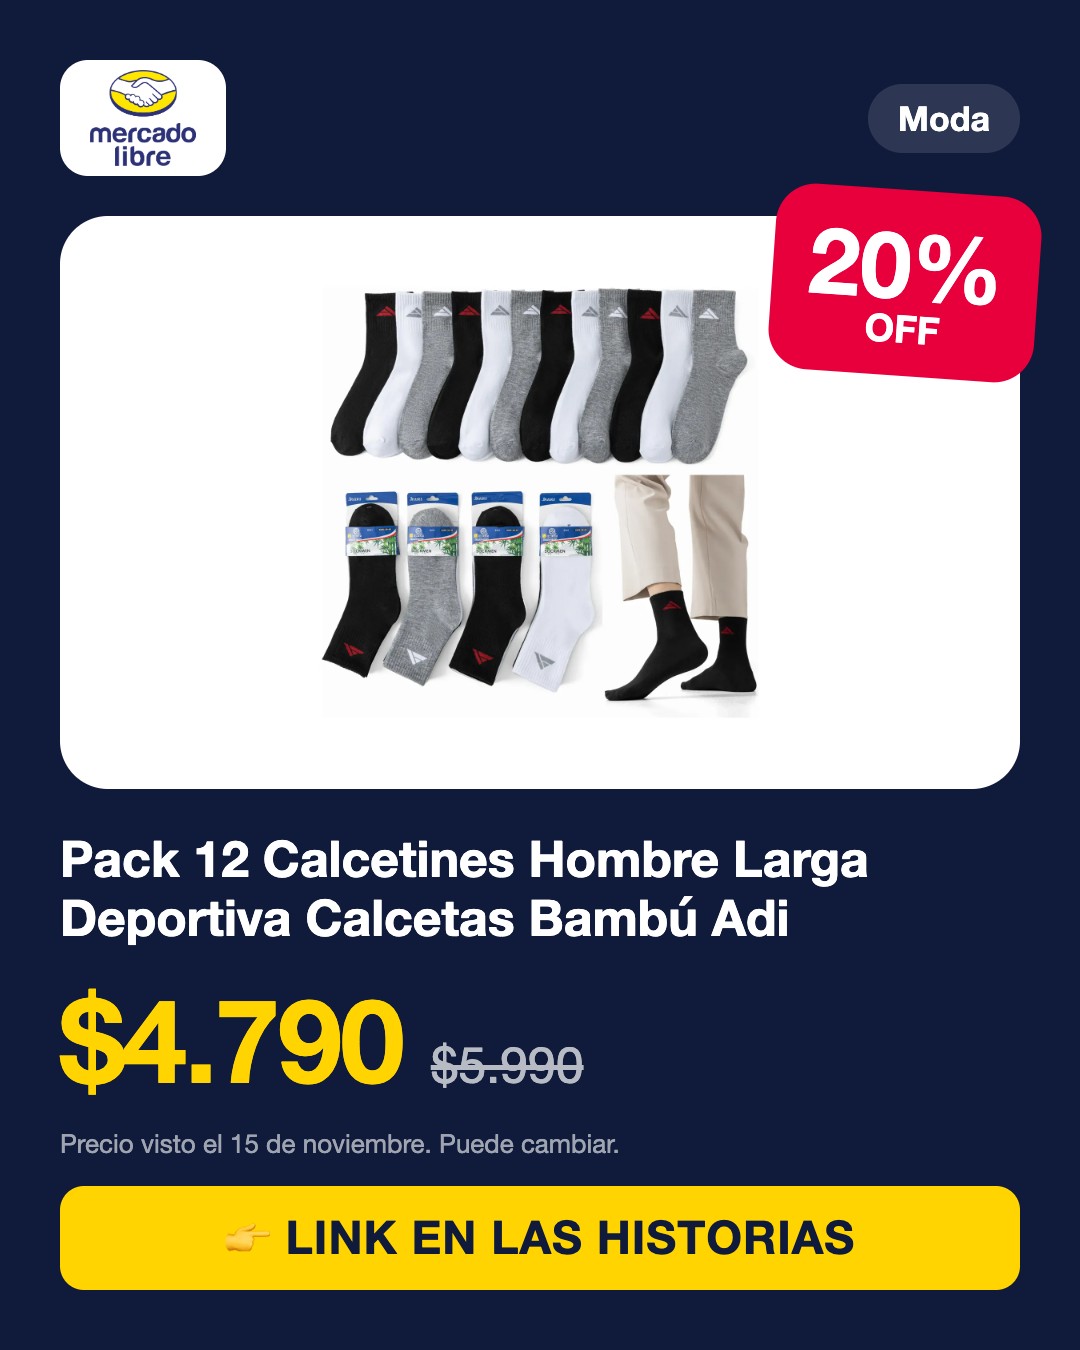 mercado
libre
Moda
20%
OFF
Pack 12 Calcetines Hombre Larga
Deportiva Calcetas Bambú Adi
$4.790 $5.990
Precio visto el 15 de noviembre. Puede cambiar.
👉 LINK EN LAS HISTORIAS